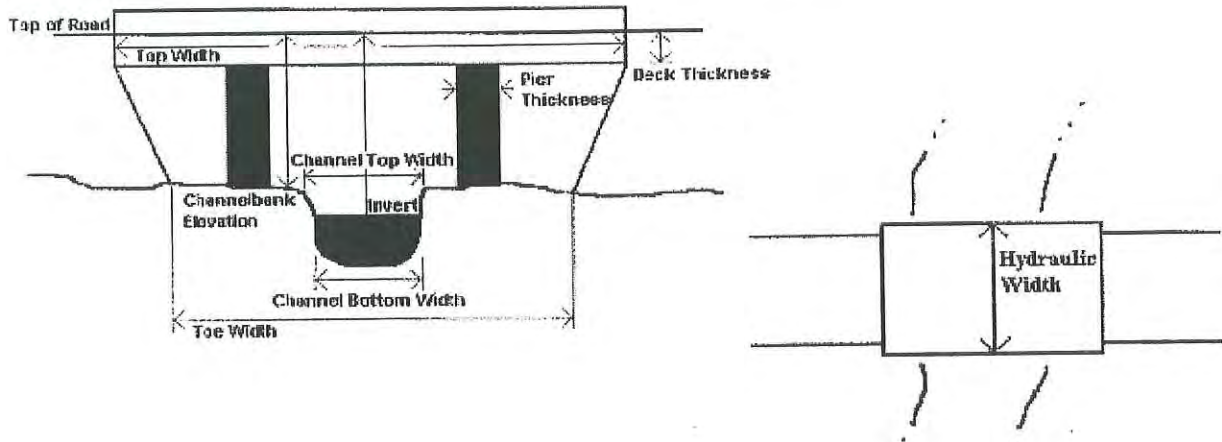 Top of Road
Top Width
Deck Thickness
Pier
Thickness
Channel Top Width
Channelbank
Elevation
Invert
Channel Bottom Width
Toe Width
Hydraulic
Width